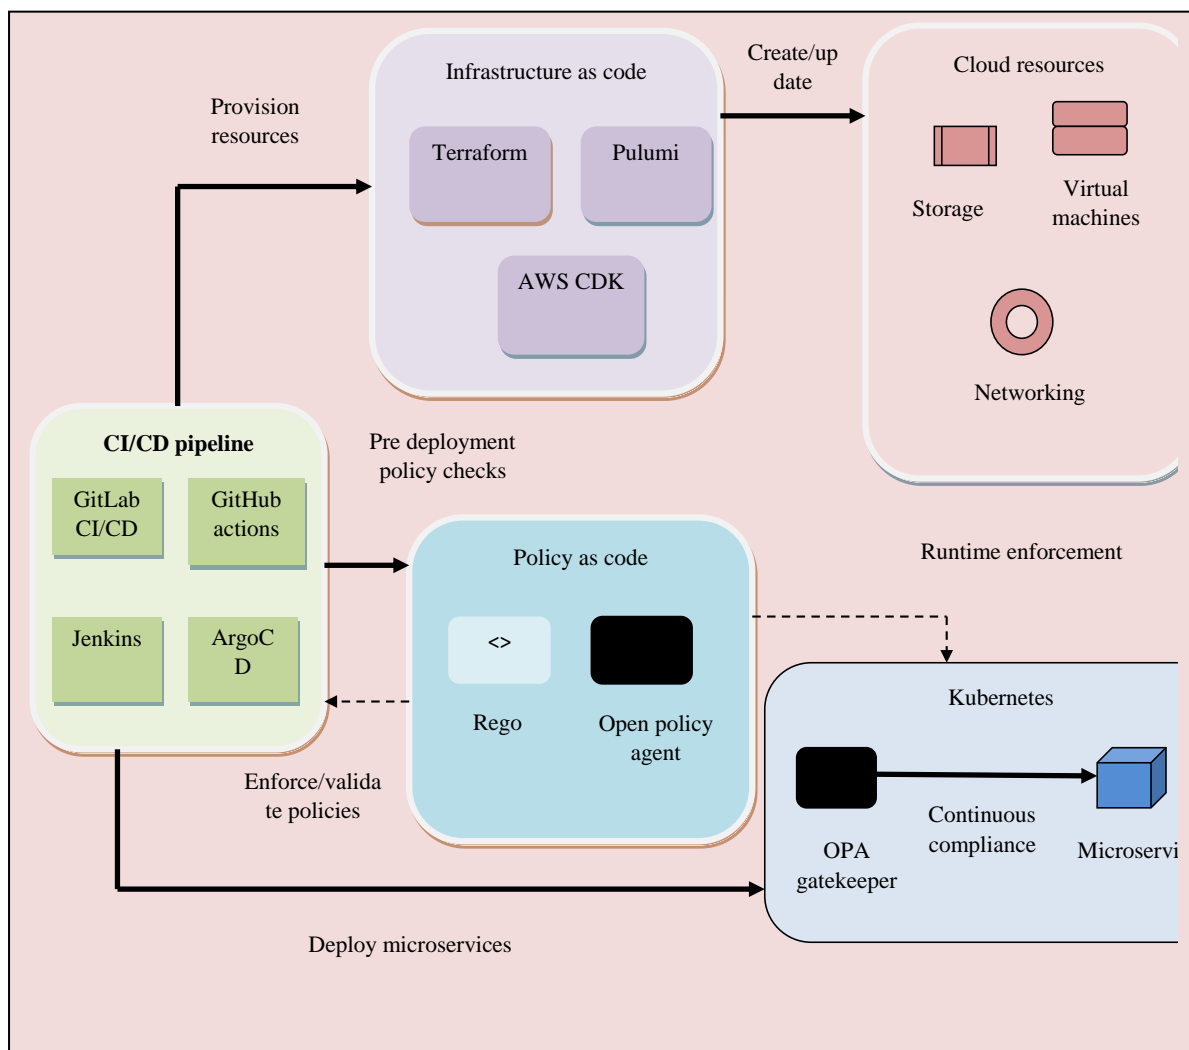 Infrastructure as code
Create/up
date
Cloud resources
Provision
resources
Terraform
Pulumi
Storage
Virtual
machines
AWS CDK
Networking
CI/CD pipeline
Pre deployment
policy checks
GitLab
CI/CD
GitHub
actions
Policy as code
Runtime enforcement
Jenkins
ArgoC
D
<>
Rego
Open policy
agent
Kubernetes
Enforce/valida
te policies
Continuous
compliance
OPA
gatekeeper
Microservi
Deploy microservices